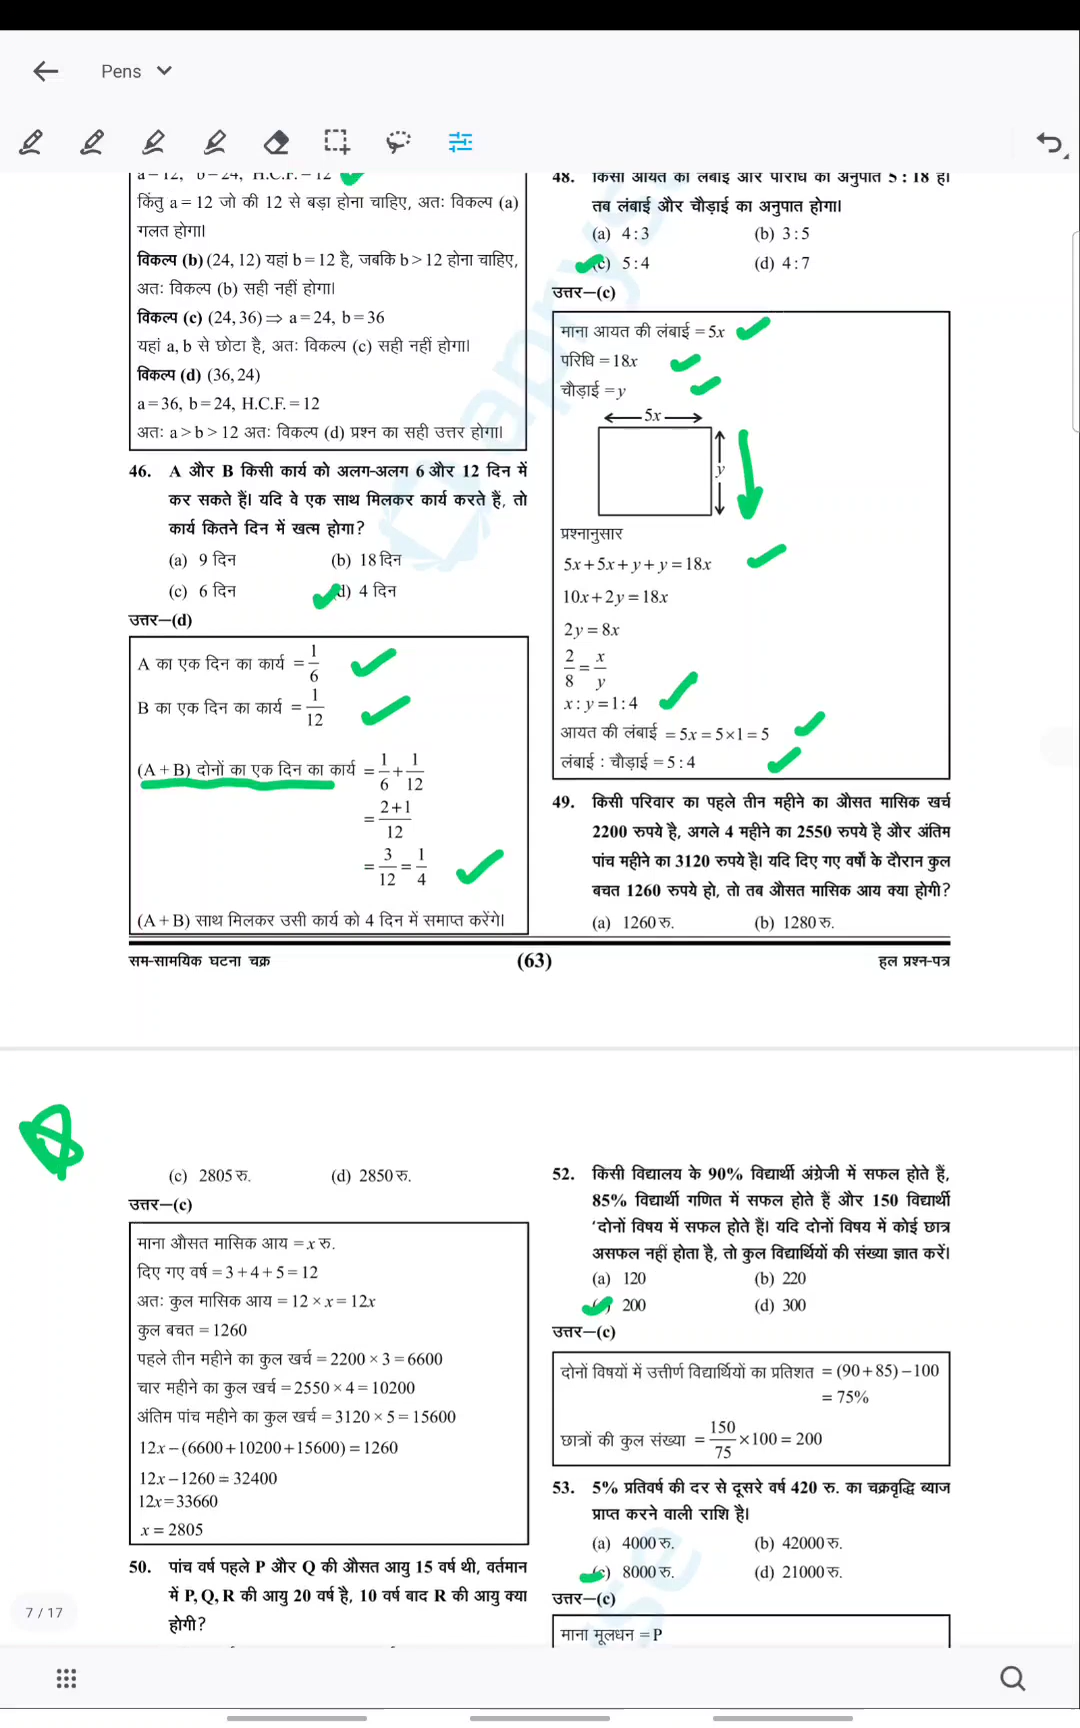 Pens
a=12, b=24, H.C.F.=12
किंतु a = 12 जो की 12 से बड़ा होना चाहिए, अतः विकल्प (a)
गलत होगा।
विकल्प (b) (24, 12) यहां b = 12 है, जबकि b > 12 होना चाहिए,
अतः विकल्प (b) सही नहीं होगा।
विकल्प (c) (24, 36) ⇒ a = 24, b = 36
यहां a, b से छोटा है, अतः विकल्प (c) सही नहीं होगा।
विकल्प (d) (36, 24)
a = 36, b = 24, H.C.F. = 12
अतः a > b > 12 अतः विकल्प (d) प्रश्न का सही उत्तर होगा।
46. A और B किसी कार्य को अलग-अलग 6 और 12 दिन में
कर सकते हैं। यदि वे एक साथ मिलकर कार्य करते हैं, तो
कार्य कितने दिन में खत्म होगा?
(a) 9 दिन (b) 18 दिन
(c) 6 दिन (d) 4 दिन
उत्तर—(d)
A का एक दिन का कार्य = 1/6
B का एक दिन का कार्य = 1/12
(A + B) दोनों का एक दिन का कार्य = 1/6 + 1/12
= 2+1/12
= 3/12 = 1/4
(A + B) साथ मिलकर उसी कार्य को 4 दिन में समाप्त करेंगे।
48. किसी आयत की लंबाई और परिधि का अनुपात 5 : 18 है।
तब लंबाई और चौड़ाई का अनुपात होगा।
(a) 4 : 3 (b) 3 : 5
(c) 5 : 4 (d) 4 : 7
उत्तर—(c)
माना आयत की लंबाई = 5x
परिधि = 18x
चौड़ाई = y
5x
y
प्रश्नानुसार
5x + 5x + y + y = 18x
10x + 2y = 18x
2y = 8x
2/8 = x/y
x : y = 1 : 4
आयत की लंबाई = 5x = 5 × 1 = 5
लंबाई : चौड़ाई = 5 : 4
49. किसी परिवार का पहले तीन महीने का औसत मासिक खर्च
2200 रुपये है, अगले 4 महीने का 2550 रुपये है और अंतिम
पांच महीने का 3120 रुपये है। यदि दिए गए वर्षों के दौरान कुल
बचत 1260 रुपये हो, तो तब औसत मासिक आय क्या होगी?
(a) 1260 रु. (b) 1280 रु.
सम-सामयिक घटना चक्र (63) हल प्रश्न-पत्र
(c) 2805 रु. (d) 2850 रु.
उत्तर—(c)
माना औसत मासिक आय = x रु.
दिए गए वर्ष = 3 + 4 + 5 = 12
अतः कुल मासिक आय = 12 × x = 12x
कुल बचत = 1260
पहले तीन महीने का कुल खर्च = 2200 × 3 = 6600
चार महीने का कुल खर्च = 2550 × 4 = 10200
अंतिम पांच महीने का कुल खर्च = 3120 × 5 = 15600
12x – (6600 + 10200 + 15600) = 1260
12x – 1260 = 32400
12x = 33660
x = 2805
50. पांच वर्ष पहले P और Q की औसत आयु 15 वर्ष थी, वर्तमान
में P, Q, R की आयु 20 वर्ष है, 10 वर्ष बाद R की आयु क्या
होगी?
52. किसी विद्यालय के 90% विद्यार्थी अंग्रेजी में सफल होते हैं,
85% विद्यार्थी गणित में सफल होते हैं और 150 विद्यार्थी
'दोनों विषय में सफल होते हैं। यदि दोनों विषय में कोई छात्र
असफल नहीं होता है, तो कुल विद्यार्थियों की संख्या ज्ञात करें।
(a) 120 (b) 220
200 (d) 300
उत्तर—(c)
दोनों विषयों में उत्तीर्ण विद्यार्थियों का प्रतिशत = (90 + 85) – 100
= 75%
छात्रों की कुल संख्या = 150/75 × 100 = 200
53. 5% प्रतिवर्ष की दर से दूसरे वर्ष 420 रु. का चक्रवृद्धि व्याज
प्राप्त करने वाली राशि है।
(a) 4000 रु. (b) 42000 रु.
(c) 8000 रु. (d) 21000 रु.
उत्तर—(c)
माना मूलधन = P
7 / 17